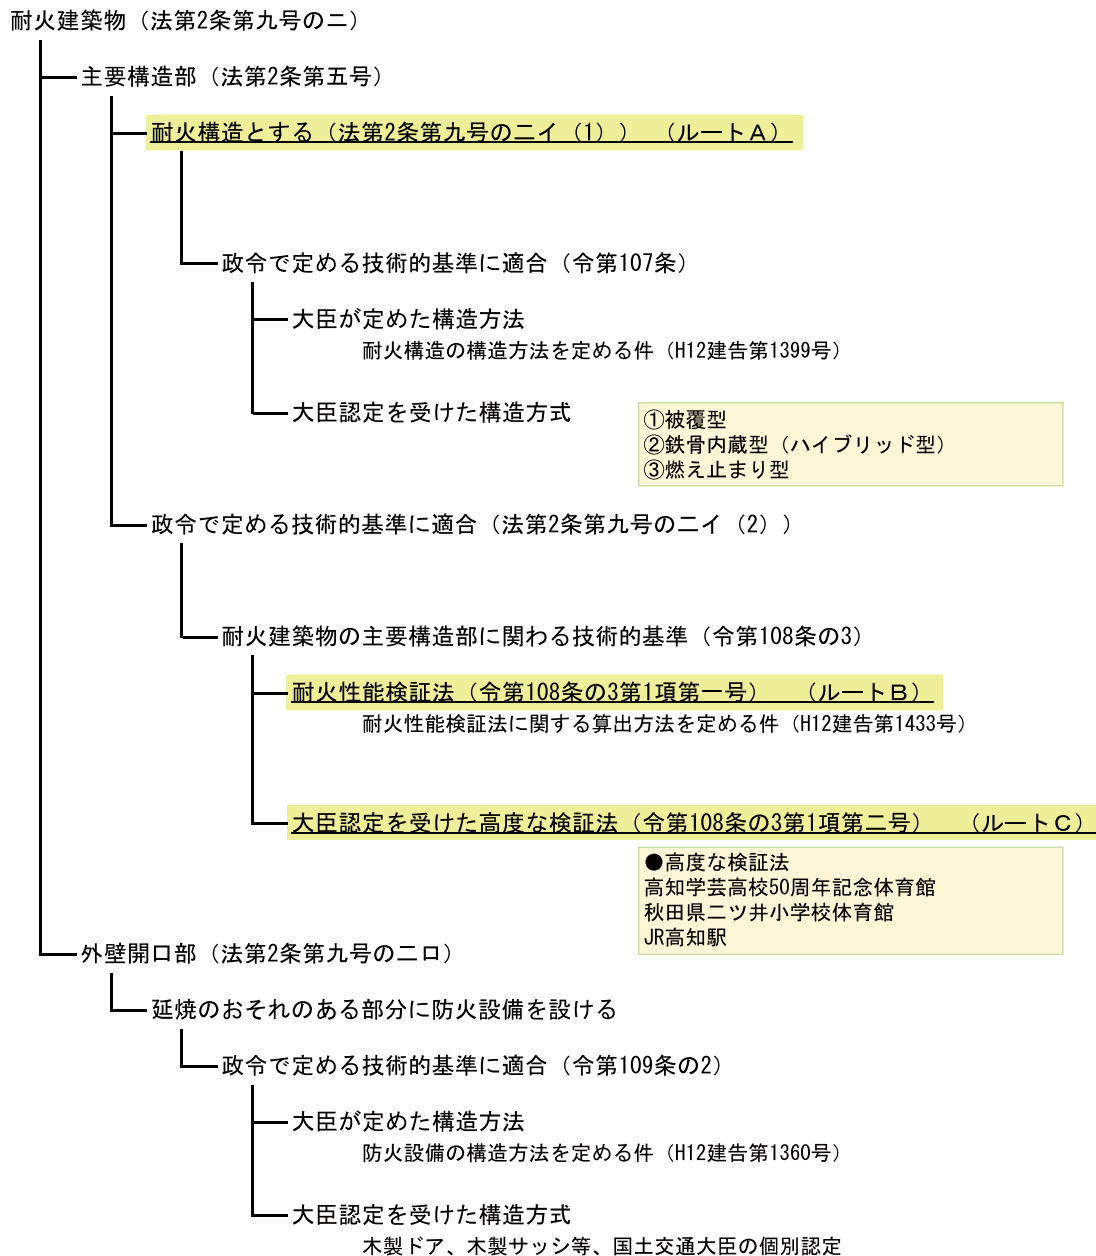 耐火建築物（法第2条第九号のニ）
主要構造部（法第2条第五号）
耐火構造とする（法第2条第九号の二イ（1））　（ルートＡ）
政令で定める技術的基準に適合（令第107条）
大臣が定めた構造方法
耐火構造の構造方法を定める件（H12建告第1399号）
大臣認定を受けた構造方式
①被覆型
②鉄骨内蔵型（ハイブリッド型）
③燃え止まり型
政令で定める技術的基準に適合（法第2条第九号の二イ（2））
耐火建築物の主要構造部に関わる技術的基準（令第108条の3）
耐火性能検証法（令第108条の3第1項第一号）　（ルートＢ）
耐火性能検証法に関する算出方法を定める件（H12建告第1433号）
大臣認定を受けた高度な検証法（令第108条の3第1項第二号）　（ルートＣ）
●高度な検証法
高知学芸高校50周年記念体育館
秋田県二ツ井小学校体育館
JR高知駅
外壁開口部（法第2条第九号の二ロ）
延焼のおそれのある部分に防火設備を設ける
政令で定める技術的基準に適合（令第109条の2）
大臣が定めた構造方法
防火設備の構造方法を定める件（H12建告第1360号）
大臣認定を受けた構造方式
木製ドア、木製サッシ等、国土交通大臣の個別認定